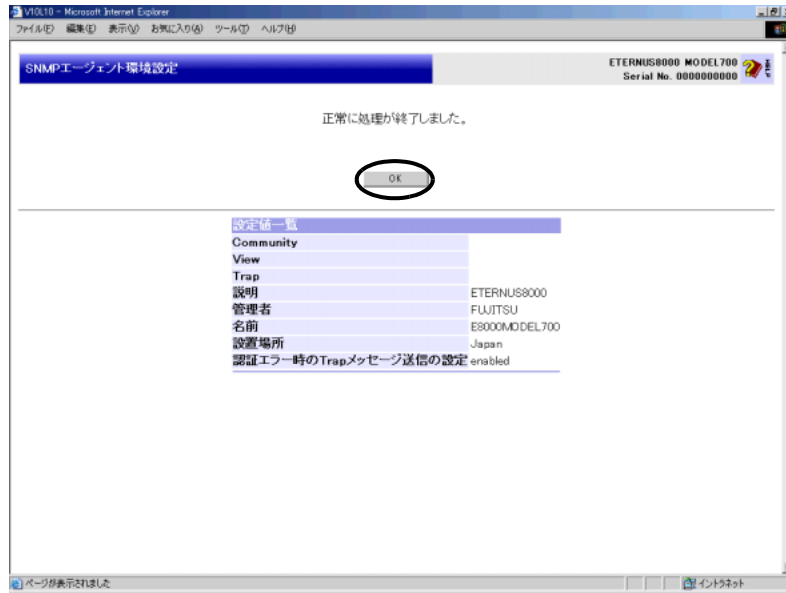 V10L10 - Microsoft Internet Explorer
ファイル(F) 編集(E) 表示(V) お気に入り(A) ツール(T) ヘルプ(H)
SNMPエージェント環境設定
ETERNUS8000 MODEL700
Serial No. 0000000000
HELP
正常に処理が終了しました。
OK
設定値一覧
Community
View
Trap
説明 ETERNUS8000
管理者 FUJITSU
名前 E8000MODEL700
設置場所 Japan
認証エラー時のTrapメッセージ送信の設定 enabled
ページが表示されました イントラネット